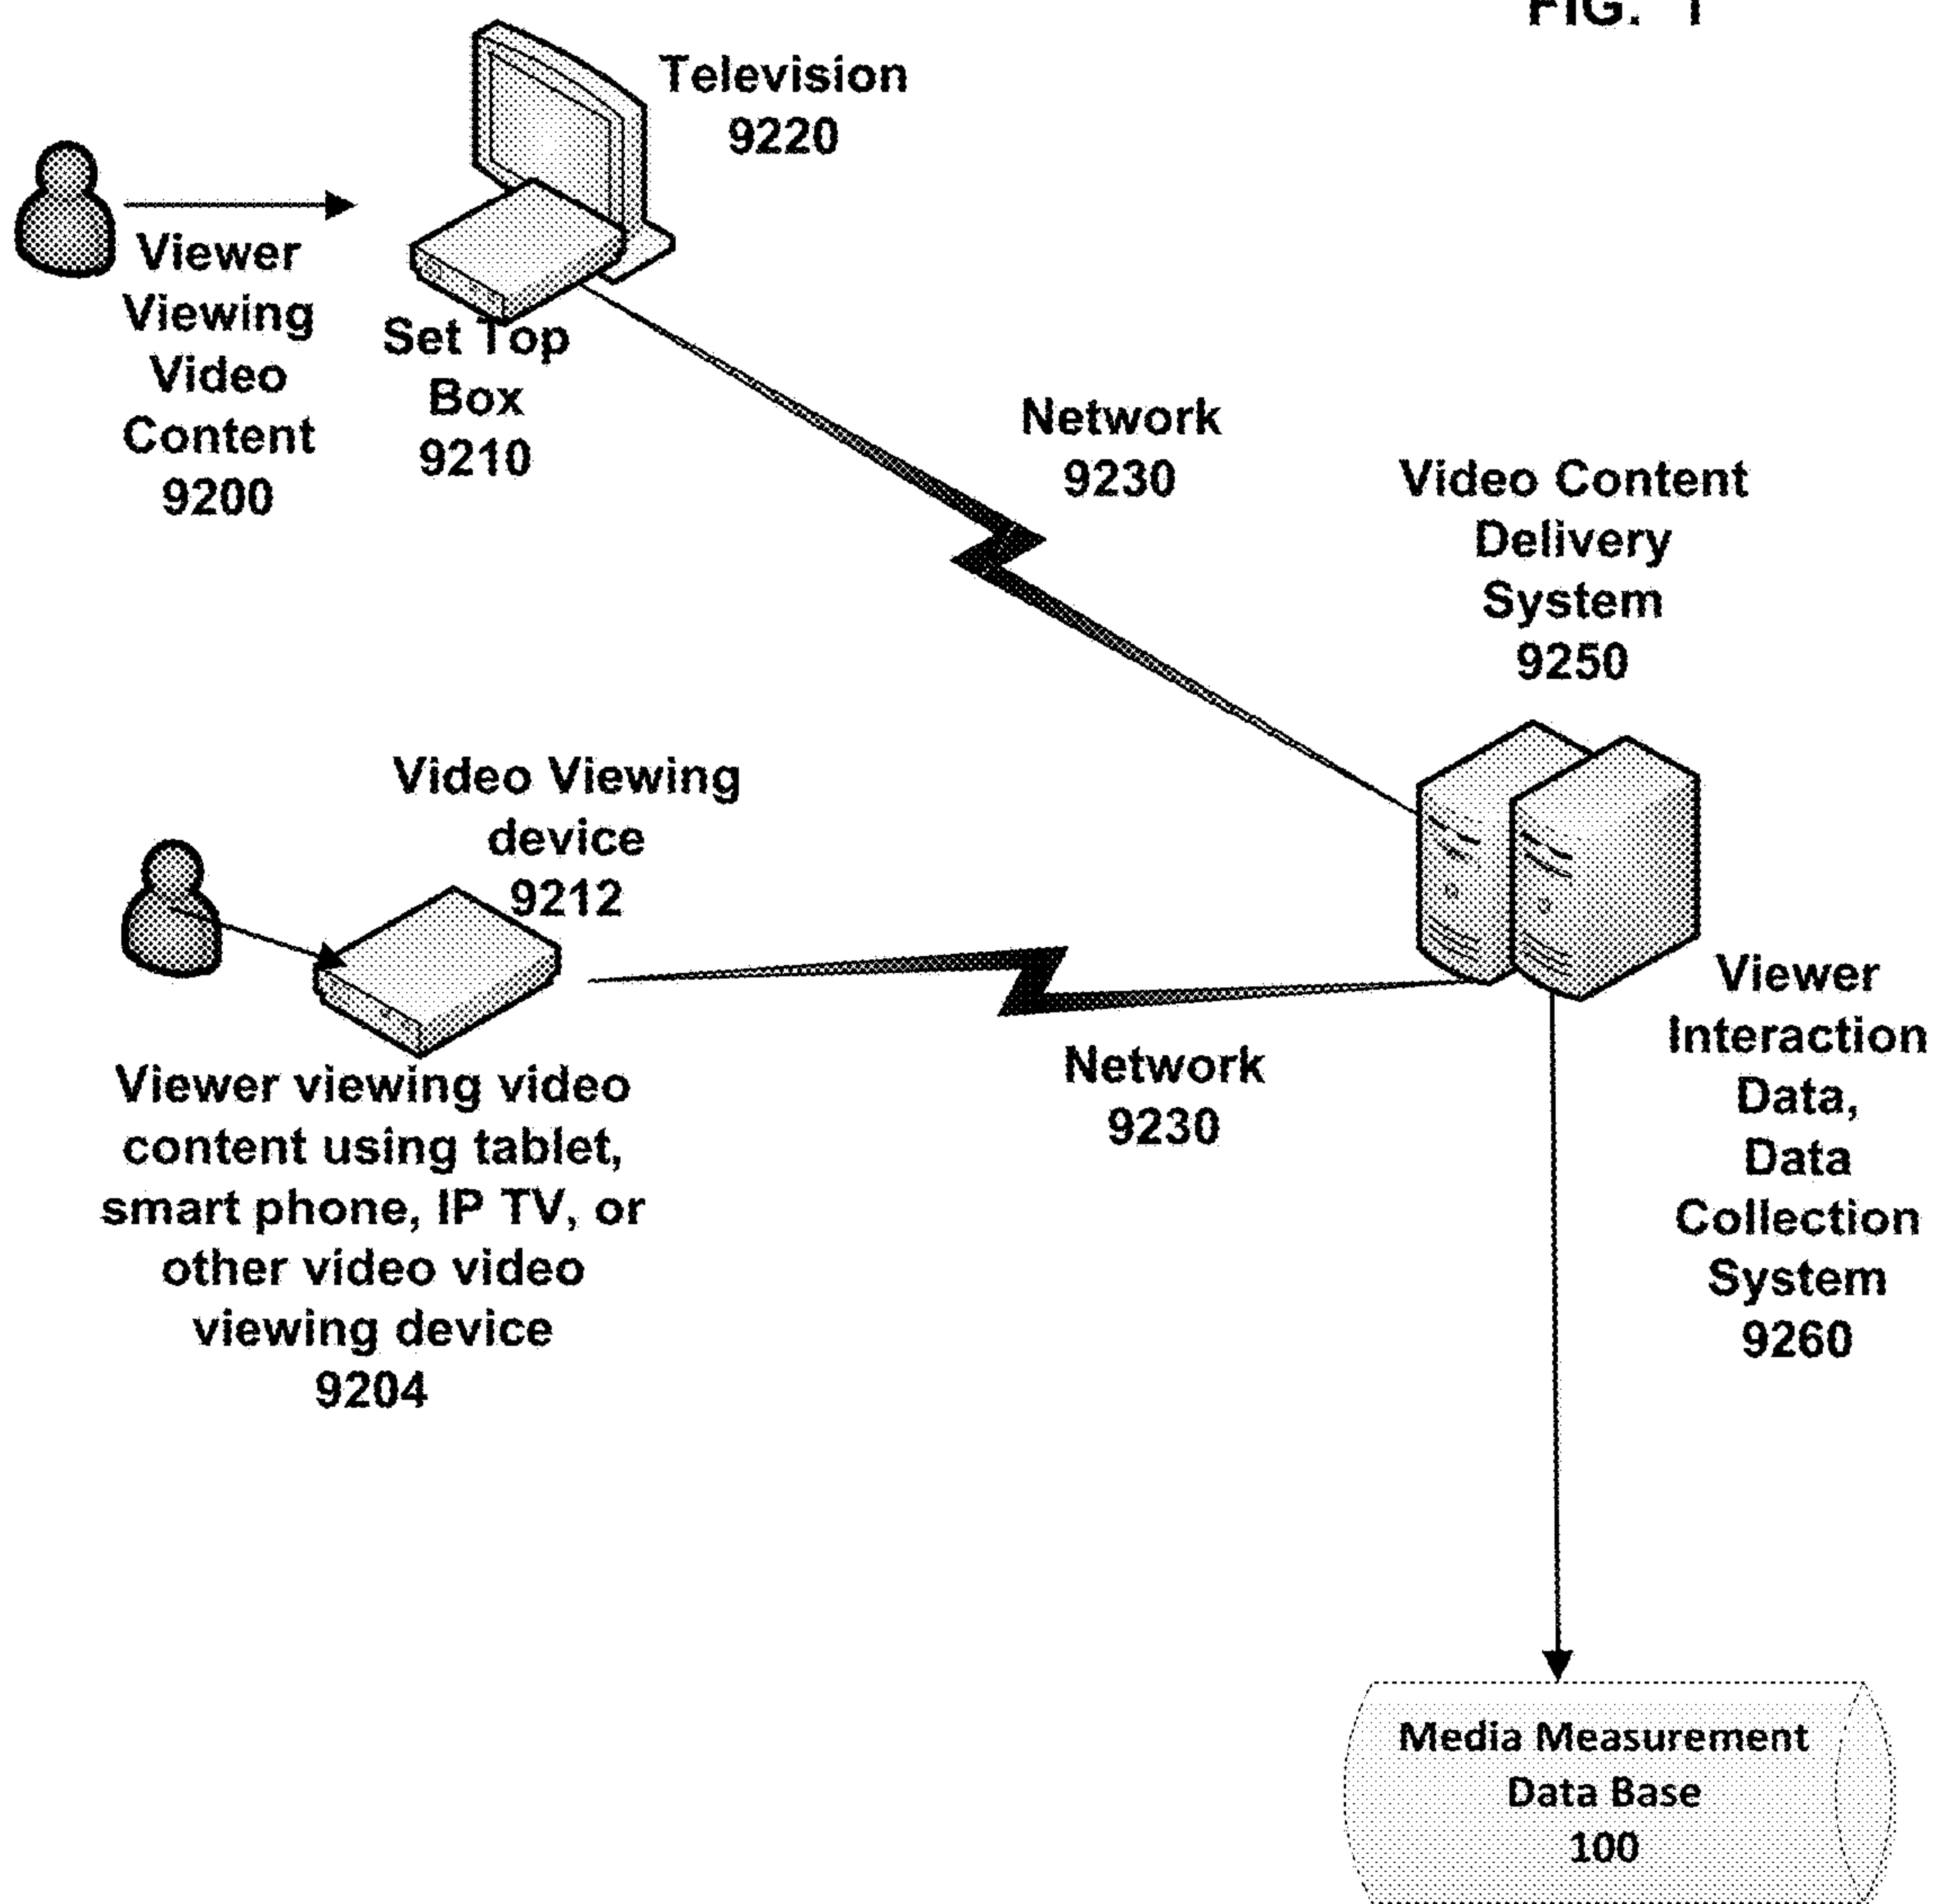 FIG. 1
Television
9220
Viewer
Viewing
Video
Content
9200
Set Top
Box
9210
Network
9230
Video Content
Delivery
System
9250
Video Viewing
device
9212
Viewer viewing video
content using tablet,
smart phone, IP TV, or
other video video
viewing device
9204
Network
9230
Viewer
Interaction
Data,
Data
Collection
System
9260
Media Measurement
Data Base
100